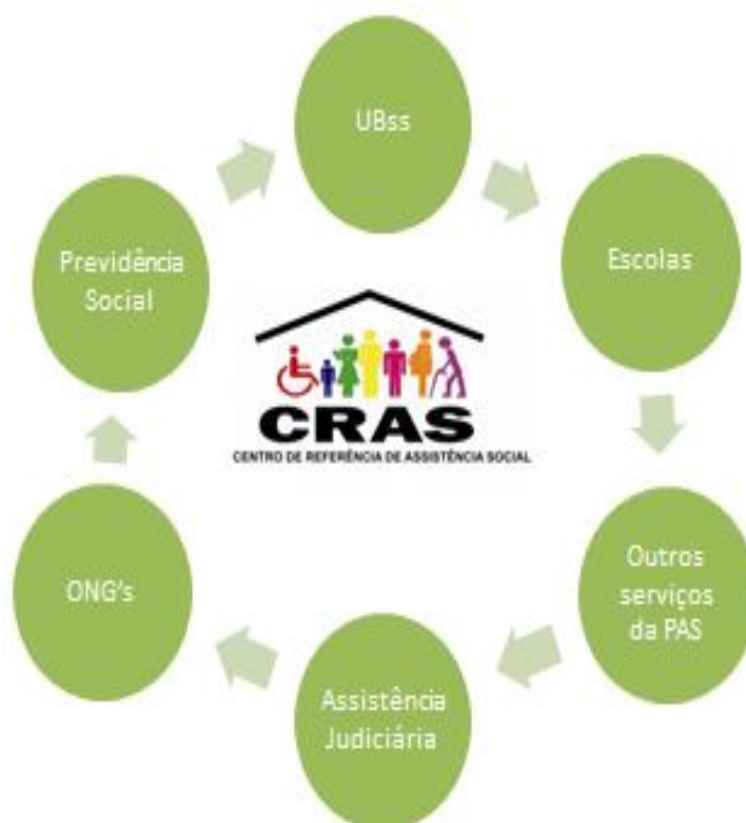 UBss
Escolas
Outros
serviços
da PAS
Assistência
Judiciária
ONG's
Previdência
Social
CRAS
CENTRO DE REFERÊNCIA DE ASSISTÊNCIA SOCIAL